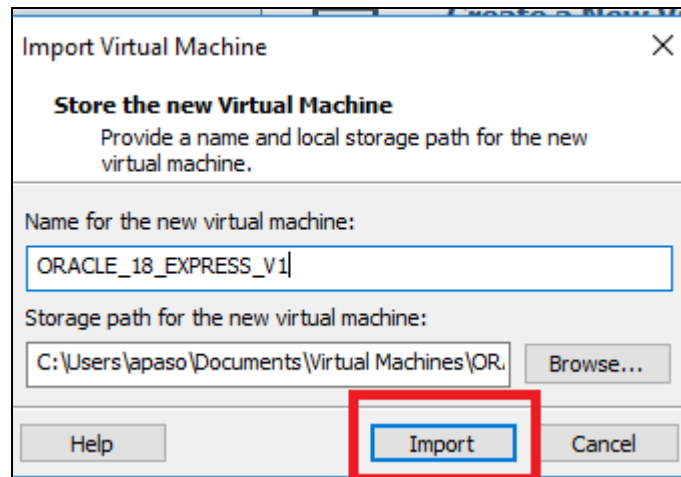 Import Virtual Machine
Store the new Virtual Machine
Provide a name and local storage path for the new
virtual machine.
Name for the new virtual machine:
ORACLE_18_EXPRESS_V1
Storage path for the new virtual machine:
C:\Users\apaso\Documents\Virtual Machines\OR
Browse...
Help
Import
Cancel